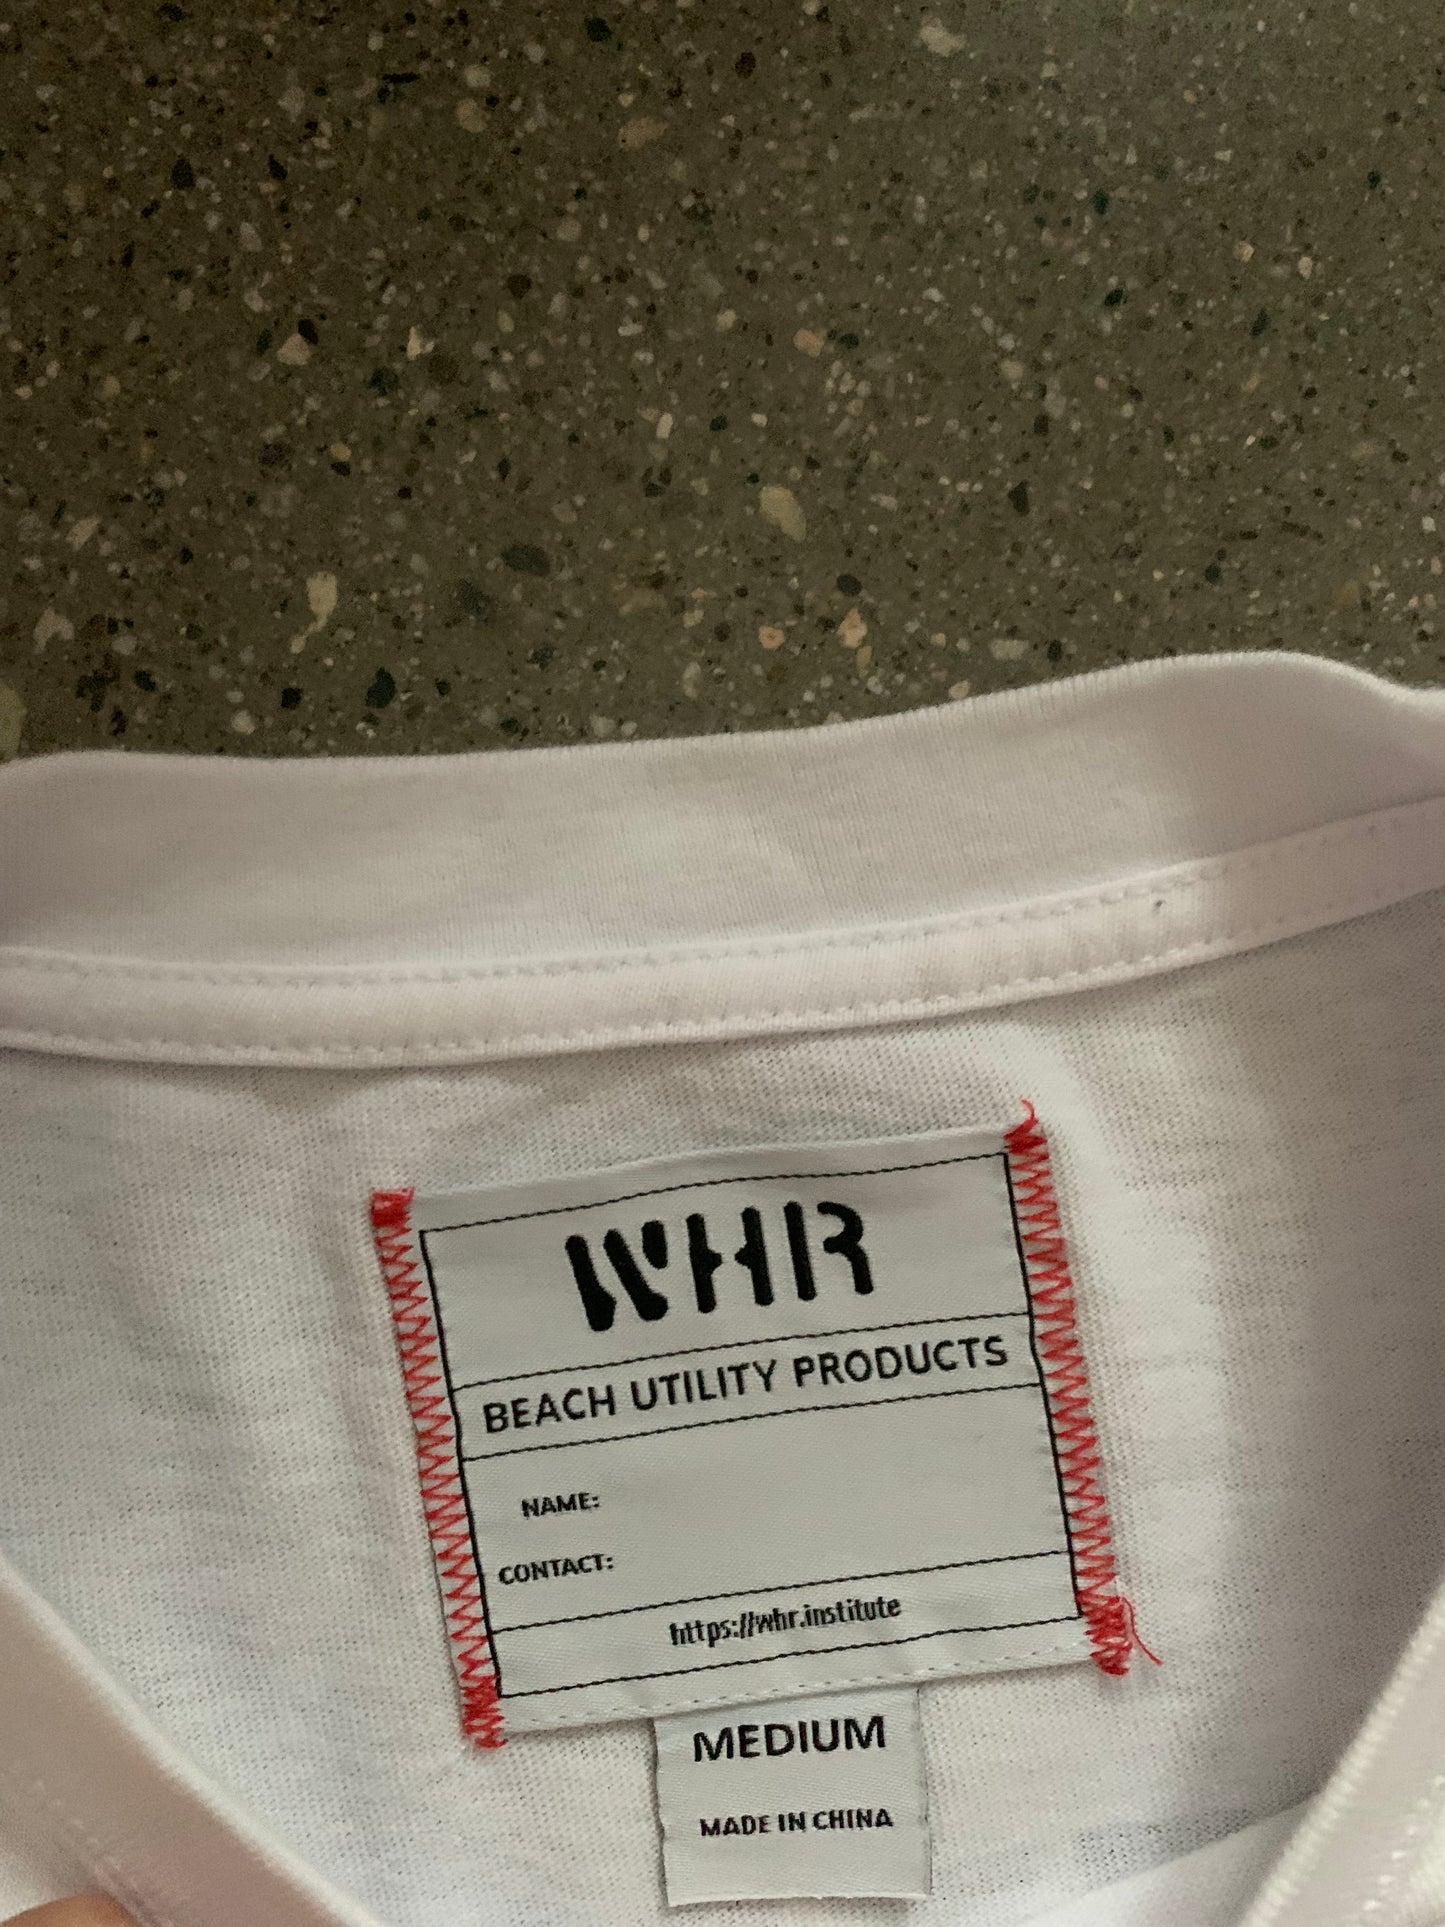 WHR
BEACH UTILITY PRODUCTS
NAME:
CONTACT:
https://whr.institute
MEDIUM
MADE IN CHINA